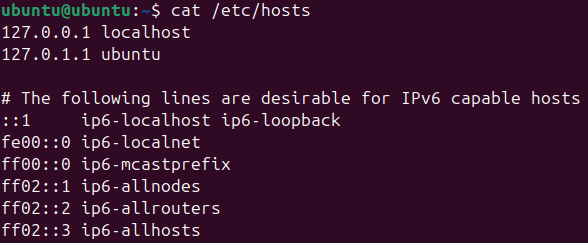 ubuntu@ubuntu:~$ cat /etc/hosts
127.0.0.1 localhost
127.0.1.1 ubuntu

# The following lines are desirable for IPv6 capable hosts
::1     ip6-localhost ip6-loopback
fe00::0 ip6-localnet
ff00::0 ip6-mcastprefix
ff02::1 ip6-allnodes
ff02::2 ip6-allrouters
ff02::3 ip6-allhosts